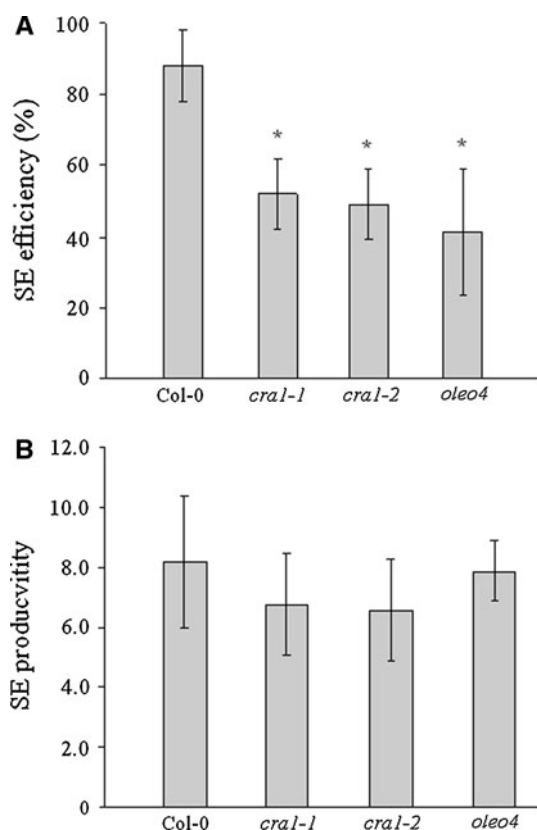 A
SE efficiency (%)
100
80
60
40
20
0
* * *
Col-0 cra1-1 cra1-2 oleo4
B
SE producvitity
12.0
10.0
8.0
6.0
4.0
2.0
0
Col-0 cra1-1 cra1-2 oleo4